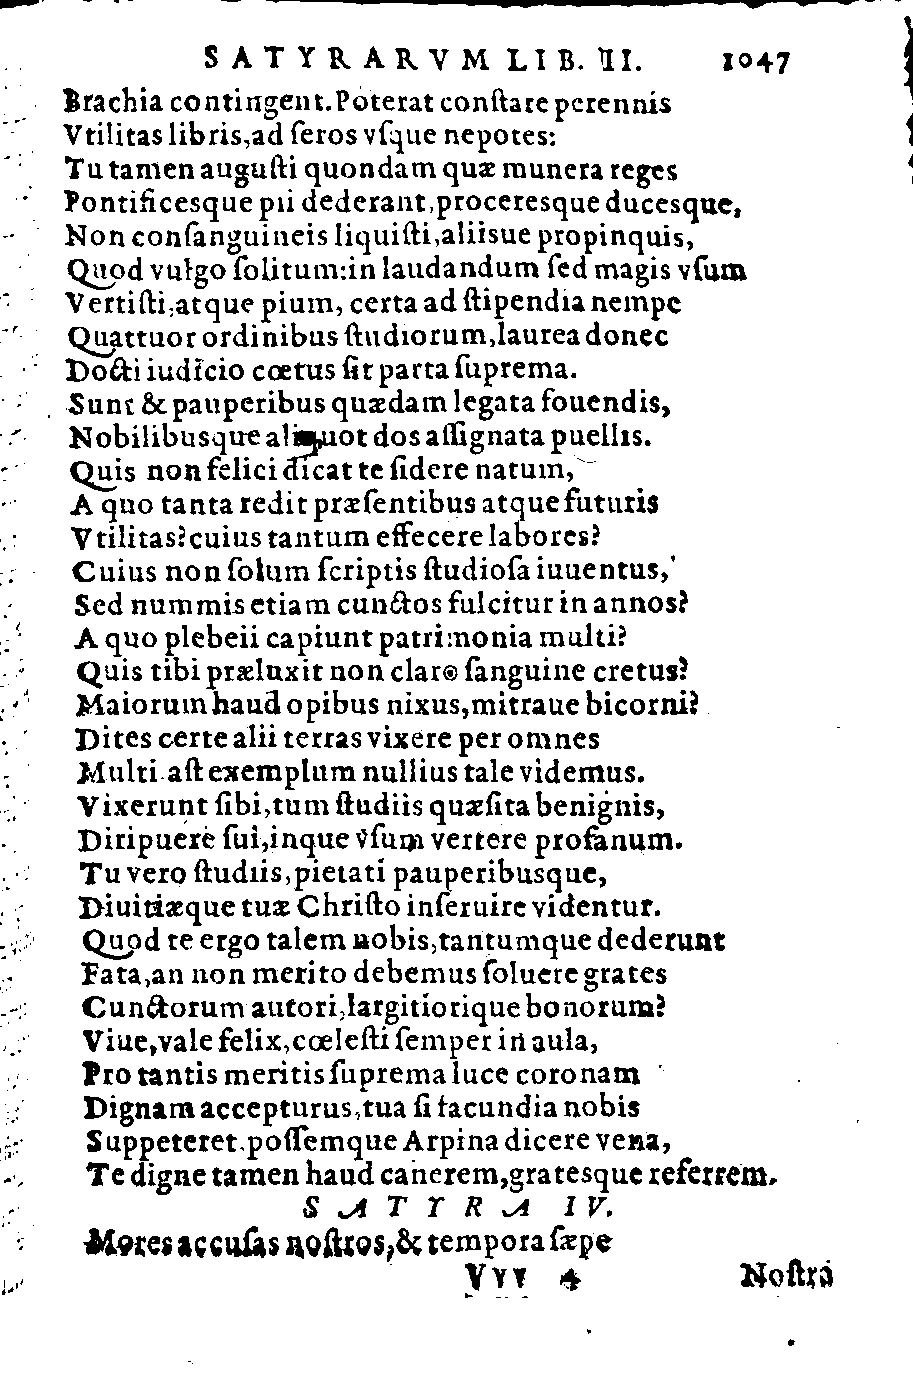 SATYRARVM LIB. III. 1047
Brachia contingent. Poterat conſtare perennis
Vtilitas libris, ad ſeros vſque nepotes:
Tu tamen auguſti quondam quæ munera reges
Pontificesque pii dederant, proceresque ducesque,
Non conſanguineis liquiſti, aliisue propinquis,
Quod vulgo ſolitum: in laudandum ſed magis vſum
Vertiſti, atque pium, certa ad ſtipendia nempe
Quattuor ordinibus ſtudiorum, laurea donec
Docti iudicio cœtus ſit parta ſuprema.
Sunt & pauperibus quædam legata fouendis,
Nobilibusque aliquot dos aſſignata puellis.
Quis non felici dicat te ſidere natum,
A quo tanta redit præſentibus atque futuris
Vtilitas? cuius tantum effecere labores?
Cuius non ſolum ſcriptis ſtudioſa iuuentus,
Sed nummis etiam cunctos fulcitur in annos?
A quo plebeii capiunt patrimonia multi?
Quis tibi præluxit non claro ſanguine cretus?
Maiorum haud opibus nixus, mitraue bicorni?
Dites certe alii terras vixere per omnes
Multi. aſt exemplum nullius tale videmus.
Vixerunt ſibi, tum ſtudiis quæſita benignis,
Diripuere ſui, inque vſum vertere profanum.
Tu vero ſtudiis, pietati pauperibusque,
Diuitiæque tuæ Chriſto inſeruire videntur.
Quod te ergo talem nobis, tantumque dederunt
Fata, an non merito debemus ſoluere grates
Cunctorum autori, largitiorique bonorum?
Viue, vale felix, cœleſti ſemper in aula,
Pro tantis meritis ſuprema luce coronam
Dignam accepturus, tua ſi facundia nobis
Suppeteret. poſſemque Arpina dicere vena,
Te digne tamen haud canerem, gratesque referrem.
SATYRA IV.
Mores accuſas noſtros, & tempora ſæpe
Vvv 4 Noſtra